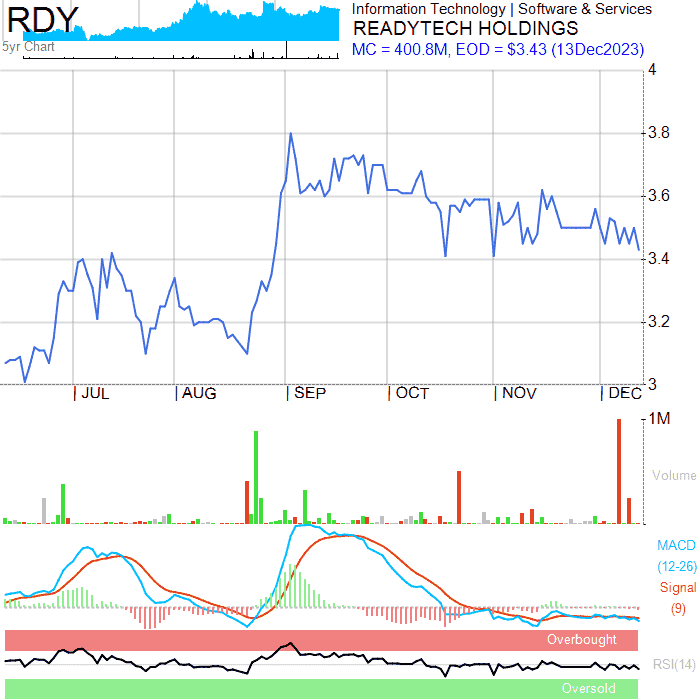 RDY
Information Technology | Software & Services
READYTECH HOLDINGS
5yr Chart
MC = 400.8M, EOD = $3.43 (13Dec2023)
4
3.8
3.6
3.4
3.2
3
JUL AUG SEP OCT NOV DEC
1M
Volume
MACD
(12-26)
Signal
(9)
Overbought
RSI(14)
Oversold